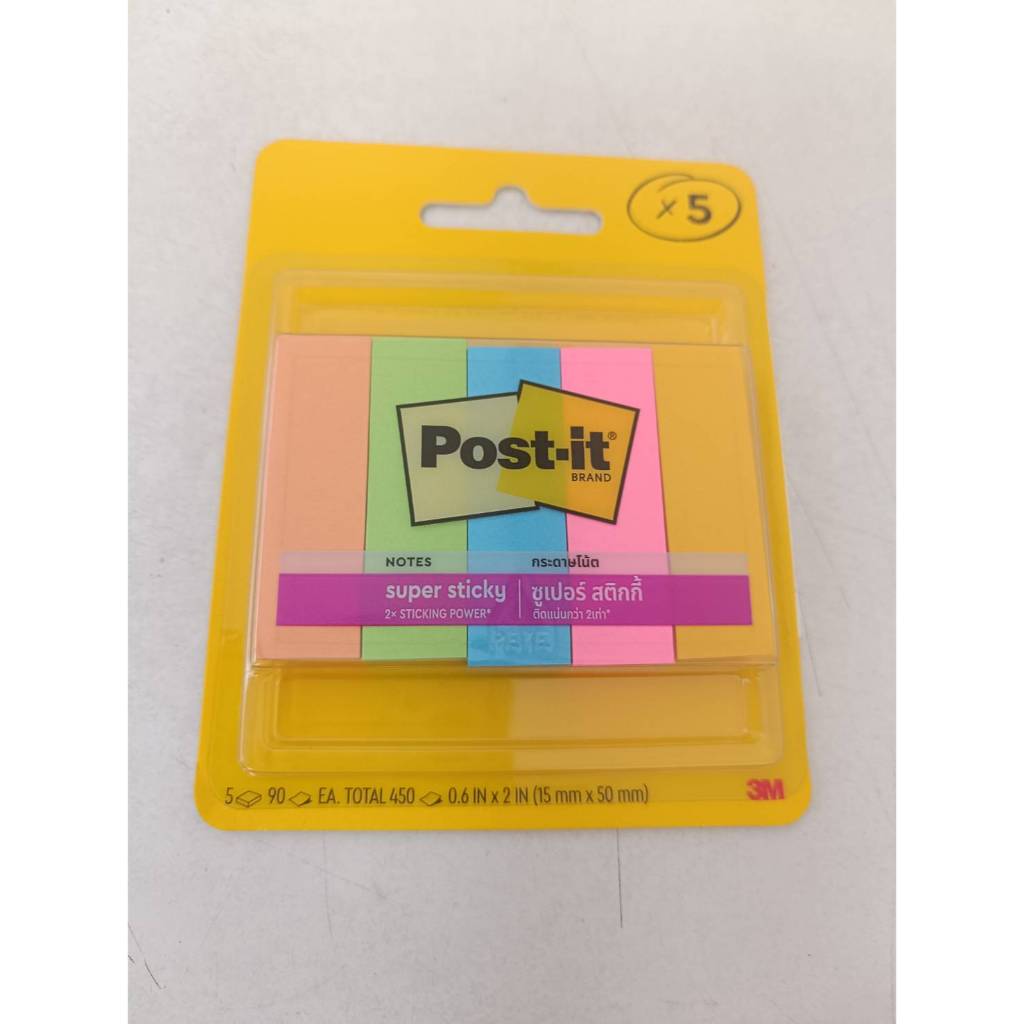 x 5
Post-it®
BRAND
NOTES กระดาษโน้ต
super sticky ซูเปอร์ สติกกี้
2x STICKING POWER* ติดแน่นกว่า 2เท่า*
PETG
5 90 EA. TOTAL 450 0.6 IN x 2 IN (15 mm x 50 mm)
3M